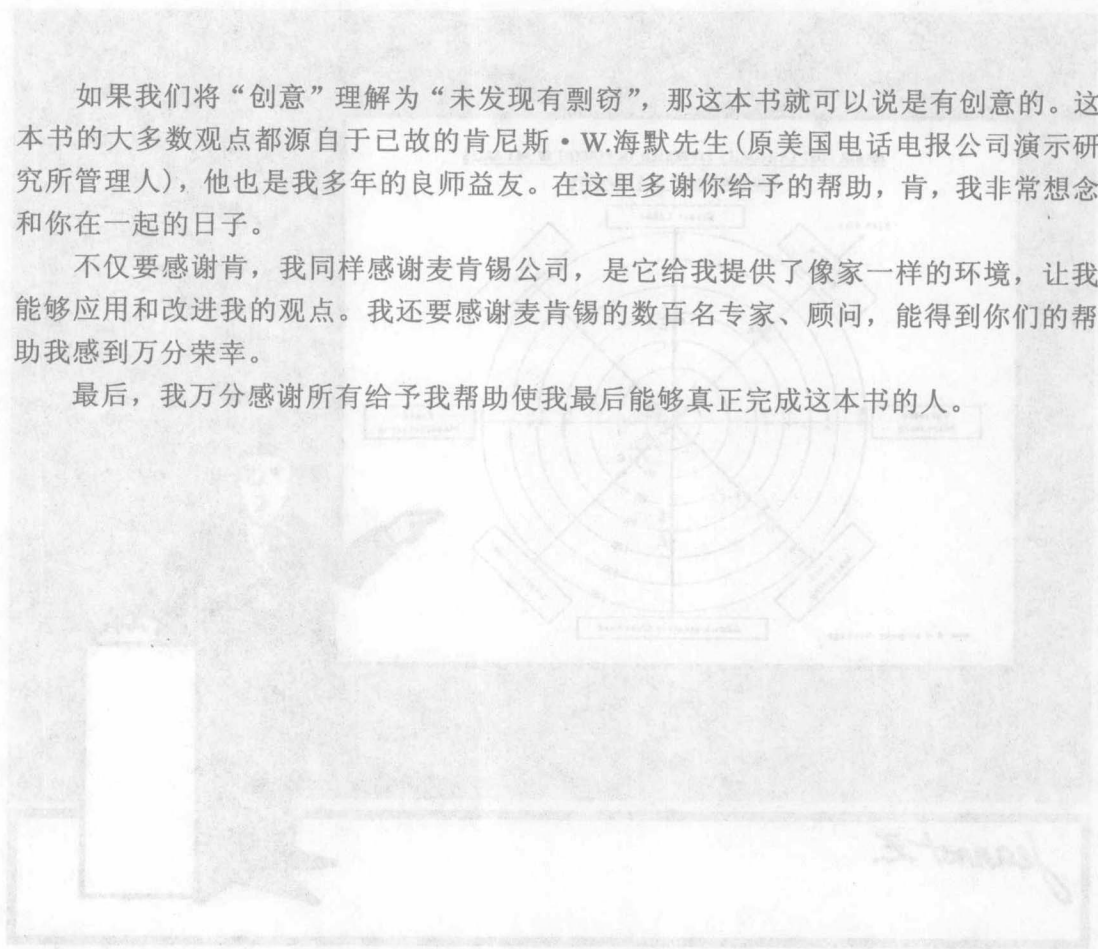 如果我们将“创意”理解为“未发现有剽窃”，那这本书就可以说是有创意的。这
本书的大多数观点都源自于已故的肯尼斯·W.海默先生(原美国电话电报公司演示研
究所管理人)，他也是我多年的良师益友。在这里多谢你给予的帮助，肯，我非常想念
和你在一起的日子。
不仅要感谢肯，我同样感谢麦肯锡公司，是它给我提供了像家一样的环境，让我
能够应用和改进我的观点。我还要感谢麦肯锡的数百名专家、顾问，能得到你们的帮
助我感到万分荣幸。
最后，我万分感谢所有给予我帮助使我最后能够真正完成这本书的人。